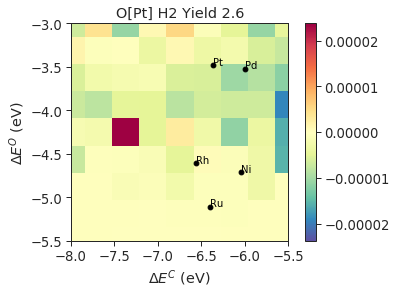 O[Pt] H2 Yield 2.6
−3.0
−3.5
−4.0
−4.5
−5.0
−5.5
ΔE^O (eV)
Pt
Pd
Rh
Ni
Ru
−8.0 −7.5 −7.0 −6.5 −6.0 −5.5
ΔE^C (eV)
0.00002
0.00001
0.00000
−0.00001
−0.00002